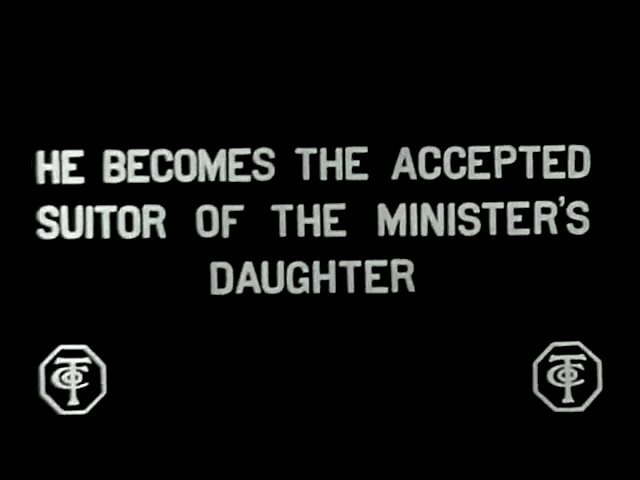 HE BECOMES THE ACCEPTED
SUITOR OF THE MINISTER'S
DAUGHTER